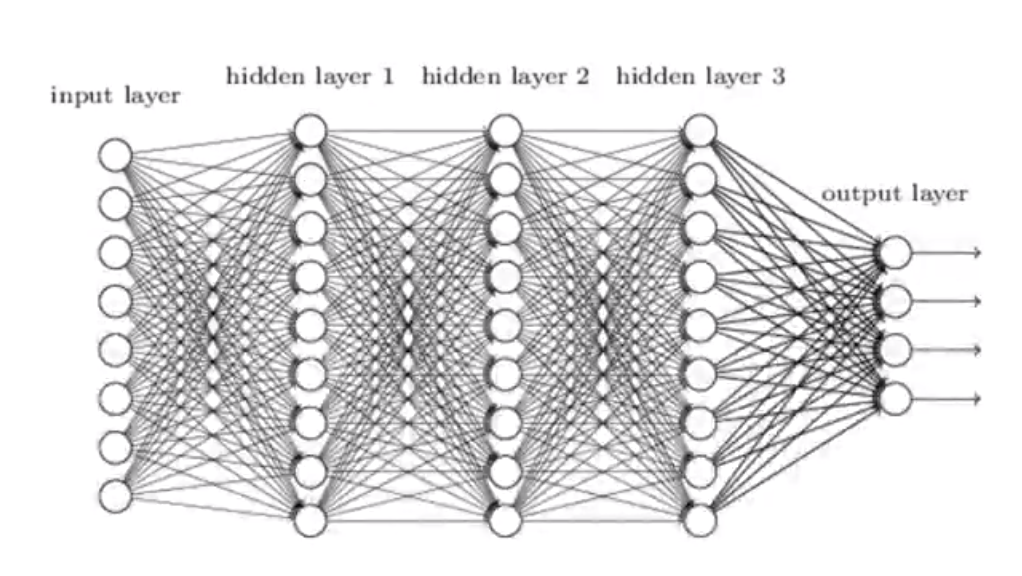 input layer
hidden layer 1
hidden layer 2
hidden layer 3
output layer